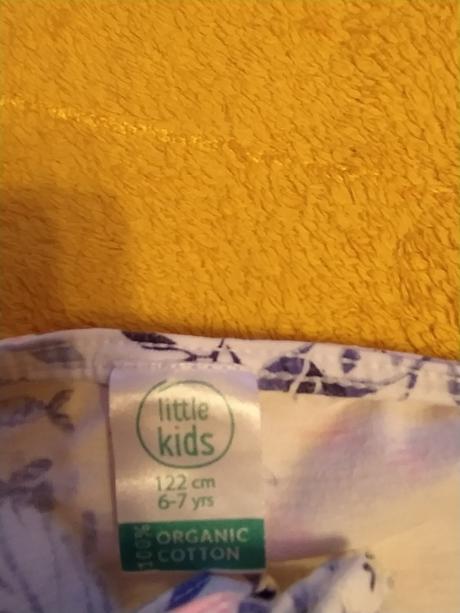 little
kids
122 cm
6-7 yrs
100% ORGANIC
COTTON